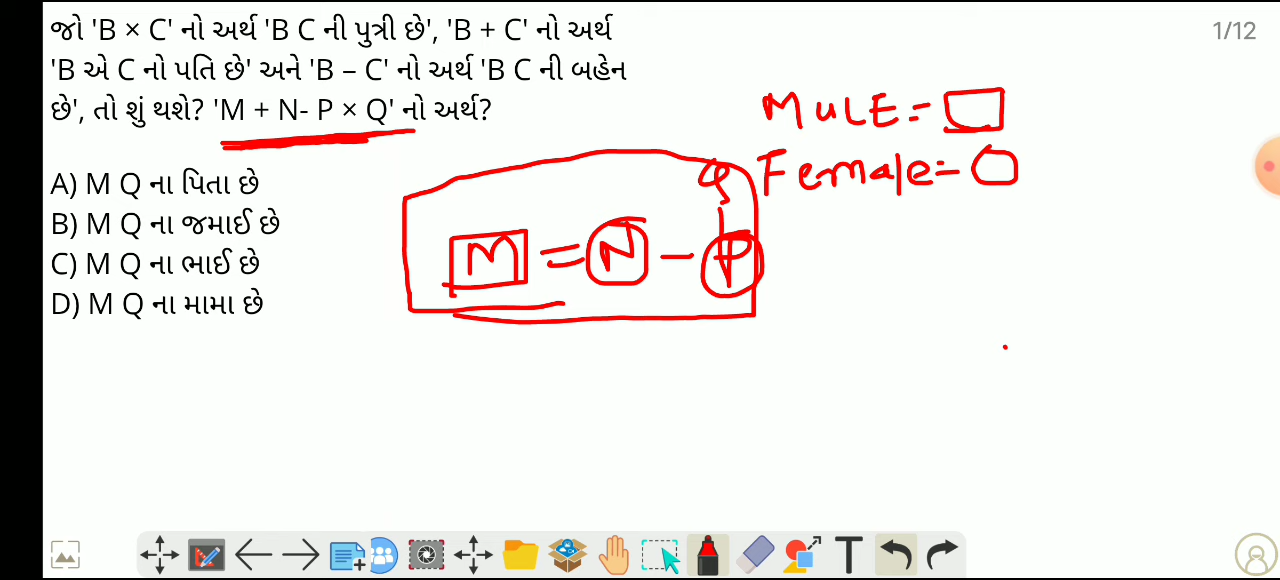 જો 'B × C' નો અર્થ 'B C ની પુત્રી છે', 'B + C' નો અર્થ
'B એ C નો પતિ છે' અને 'B – C' નો અર્થ 'B C ની બહેન
છે', તો શું થશે? 'M + N- P × Q' નો અર્થ?
1/12
A) M Q ના પિતા છે
B) M Q ના જમાઈ છે
C) M Q ના ભાઈ છે
D) M Q ના મામા છે
MuLE =
Female =
Q
M = N - P
T